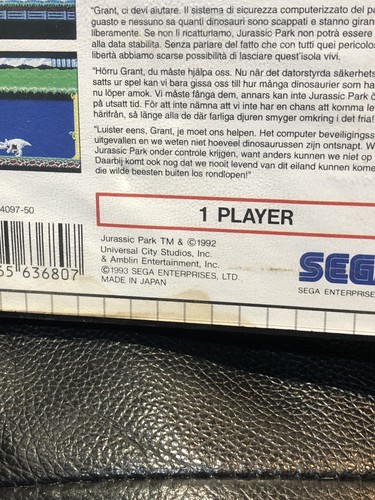 "Grant, ci devi aiutare. Il sistema di sicurezza computerizzato del pa
guasto e nessuno sa quanti dinosauri sono scappati e stanno giran
liberamente. Se non li ricatturiamo, Jurassic Park non potrà essere
alla data stabilita. Senza parlare del fatto che con tutti quei pericolos
libertà abbiamo scarse possibilità di lasciare quest'isola vivi.
"Hörru Grant, du måste hjälpa oss. Nu när det datorstyrda säkerhets
satts ur spel kan vi bara gissa oss till hur många dinosaurier som ha
nu löper amok. Vi måste fånga dem, annars kan inte Jurassic Park ö
på utsatt tid. För att inte nämna att vi inte har en chans att komma le
härifrån, så länge alla de där farliga djuren smyger omkring i det fria!
"Luister eens, Grant, je moet ons helpen. Het computer beveiligingss
uitgevallen en we weten niet hoeveel dinosaurussen zijn ontsnapt. W
Jurassic Park onder controle krijgen, want anders kunnen we niet op
Daarbij komt ook nog dat we nooit levend van dit eiland kunnen kome
die wilde beesten buiten los rondlopen!"
4097-50
1 PLAYER
55 636807
Jurassic Park TM & ©1992
Universal City Studios, Inc.
& Amblin Entertainment, Inc.
©1993 SEGA ENTERPRISES, LTD.
MADE IN JAPAN
SEGA
SEGA ENTERPRISE